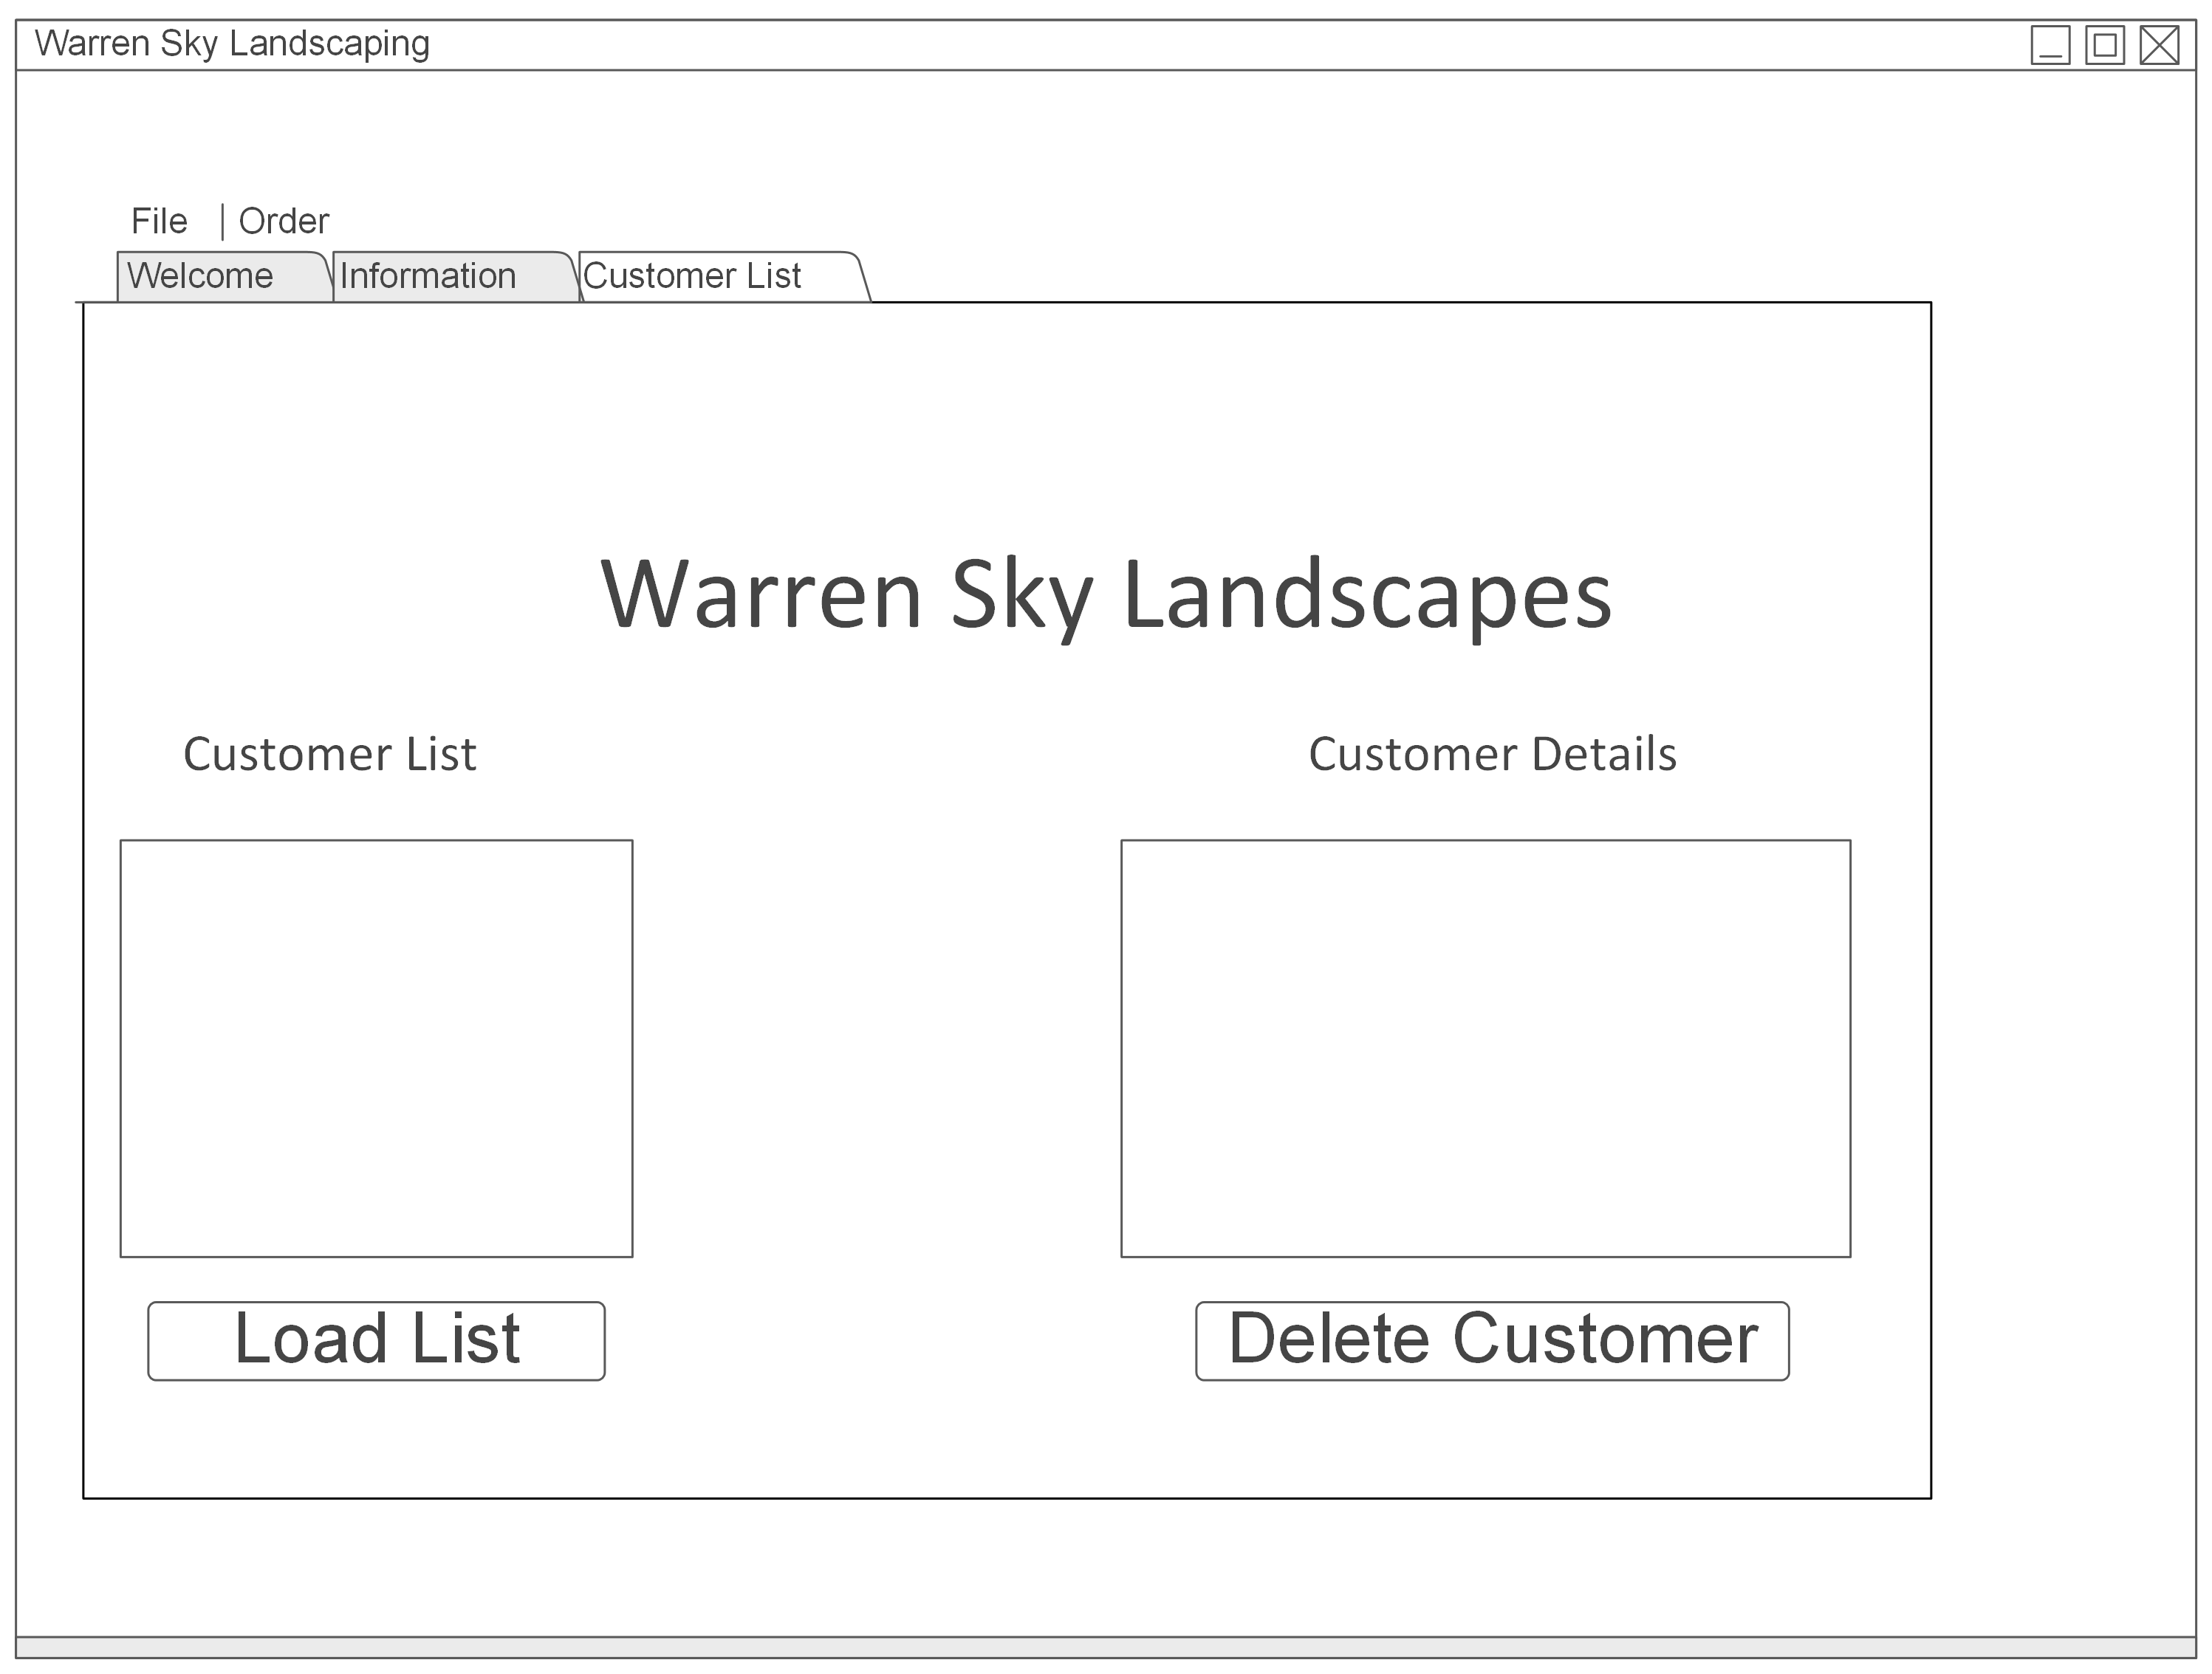 Warren Sky Landscaping
File | Order
Welcome Information Customer List
Warren Sky Landscapes
Customer List Customer Details
Load List Delete Customer